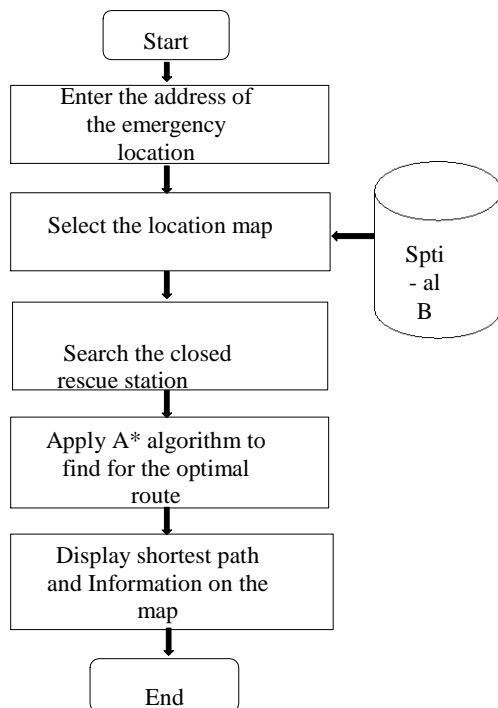 Start
Enter the address of
the emergency
location
Select the location map
Spti
- al
B
Search the closed
rescue station
Apply A* algorithm to
find for the optimal
route
Display shortest path
and Information on the
map
End